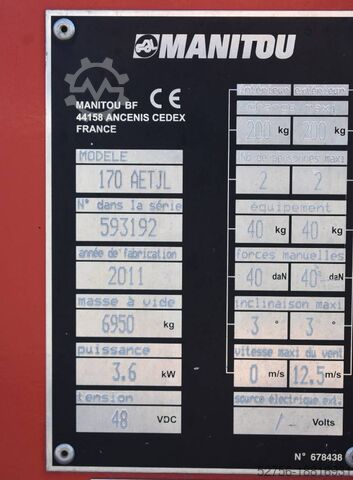 MANITOU
MANITOU BF CE
44158 ANCENIS CEDEX
FRANCE
MODELE
170 AETJL
N° dans la série
593192
année de fabrication
2011
masse à vide
6950 kg
puissance
3.6 kW
tension
48 VDC
intérieur extérieur
charge maxi
200 kg 200 kg
No de personnes maxi
2 2
équipement
40 kg 40 kg
forces manuelles
40 daN 40 daN
inclinaison maxi
3 ° 3 °
vitesse maxi du vent
0 m/s 12.5 m/s
source électrique ext.
/ - Volts
N° 678438